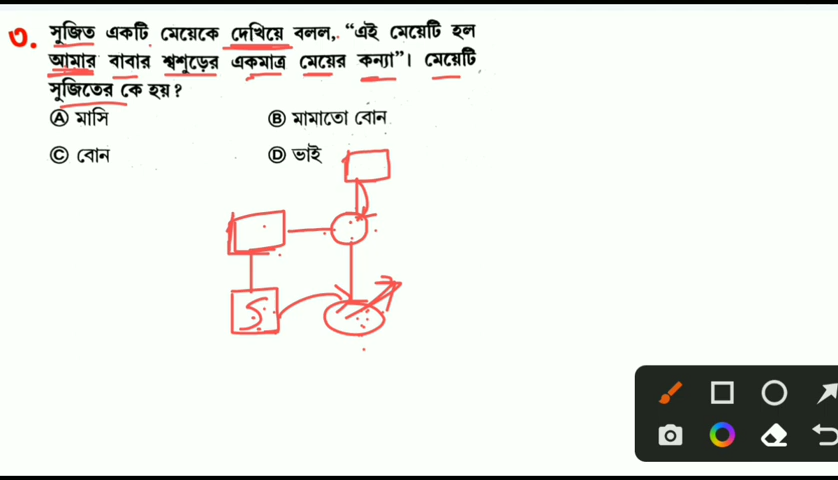 ৩. সুজিত একটি মেয়েকে দেখিয়ে বলল, “এই মেয়েটি হল
আমার বাবার শ্বশুড়ের একমাত্র মেয়ের কন্যা”। মেয়েটি
সুজিতের কে হয়?
Ⓐ মাসি Ⓑ মামাতো বোন
Ⓒ বোন Ⓓ ভাই
S